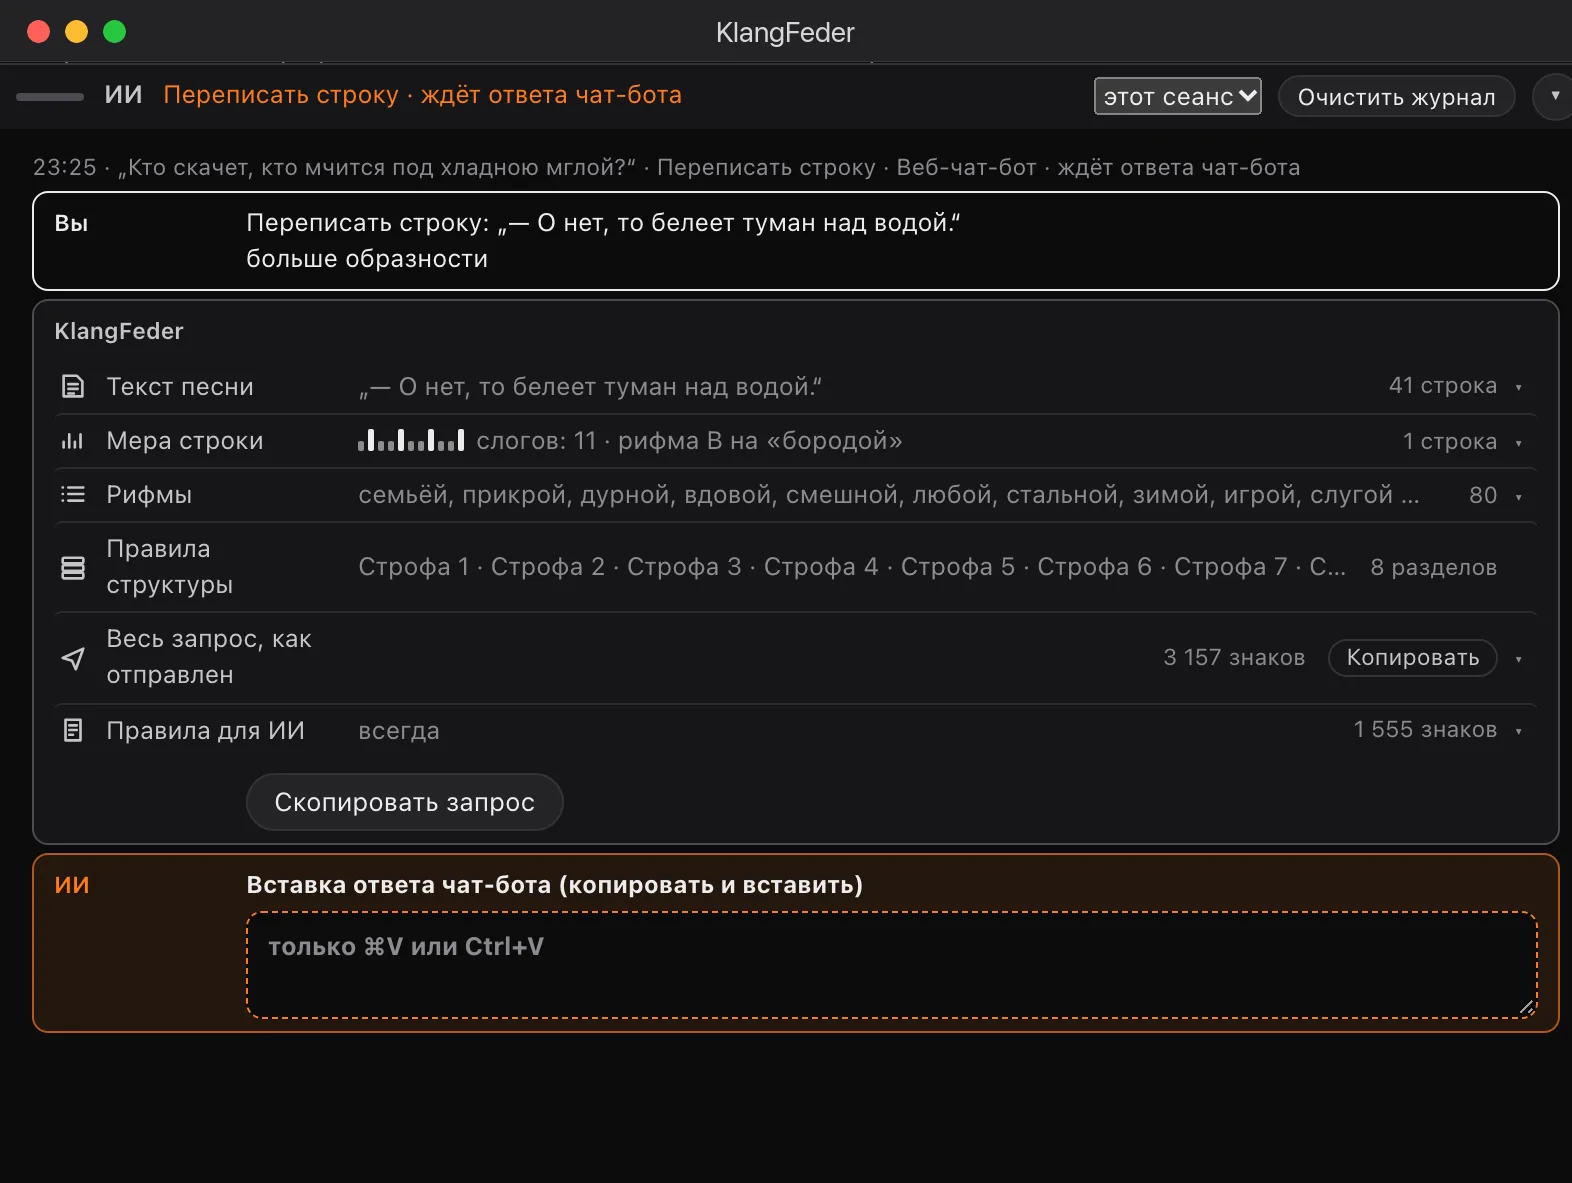 KlangFeder
ИИ Переписать строку · ждёт ответа чат-бота этот сеанс Очистить журнал
23:25 · „Кто скачет, кто мчится под хладною мглой?“ · Переписать строку · Веб-чат-бот · ждёт ответа чат-бота
Вы Переписать строку: „— О нет, то белеет туман над водой.“
больше образности
KlangFeder
Текст песни „— О нет, то белеет туман над водой.“ 41 строка
Мера строки слогов: 11 · рифма B на «бородой» 1 строка
Рифмы семьёй, прикрой, дурной, вдовой, смешной, любой, стальной, зимой, игрой, слугой ... 80
Правила
структуры
Строфа 1 · Строфа 2 · Строфа 3 · Строфа 4 · Строфа 5 · Строфа 6 · Строфа 7 · С... 8 разделов
Весь запрос, как
отправлен
3 157 знаков Копировать
Правила для ИИ всегда 1 555 знаков
Скопировать запрос
ИИ Вставка ответа чат-бота (копировать и вставить)
только ⌘V или Ctrl+V